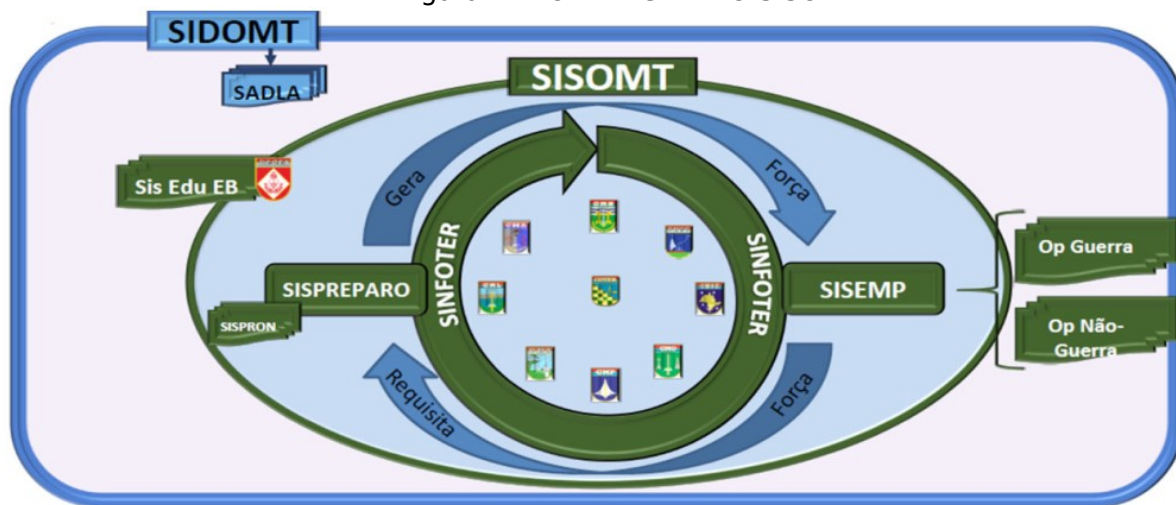 SIDOMT
SADLA
SISOMT
Sis Edu EB
Gera
Força
SINFOTER
SINFOTER
SISPREPARO
SISEMP
SISPRON
Op Guerra
Op Não-
Guerra
Requisita
Força